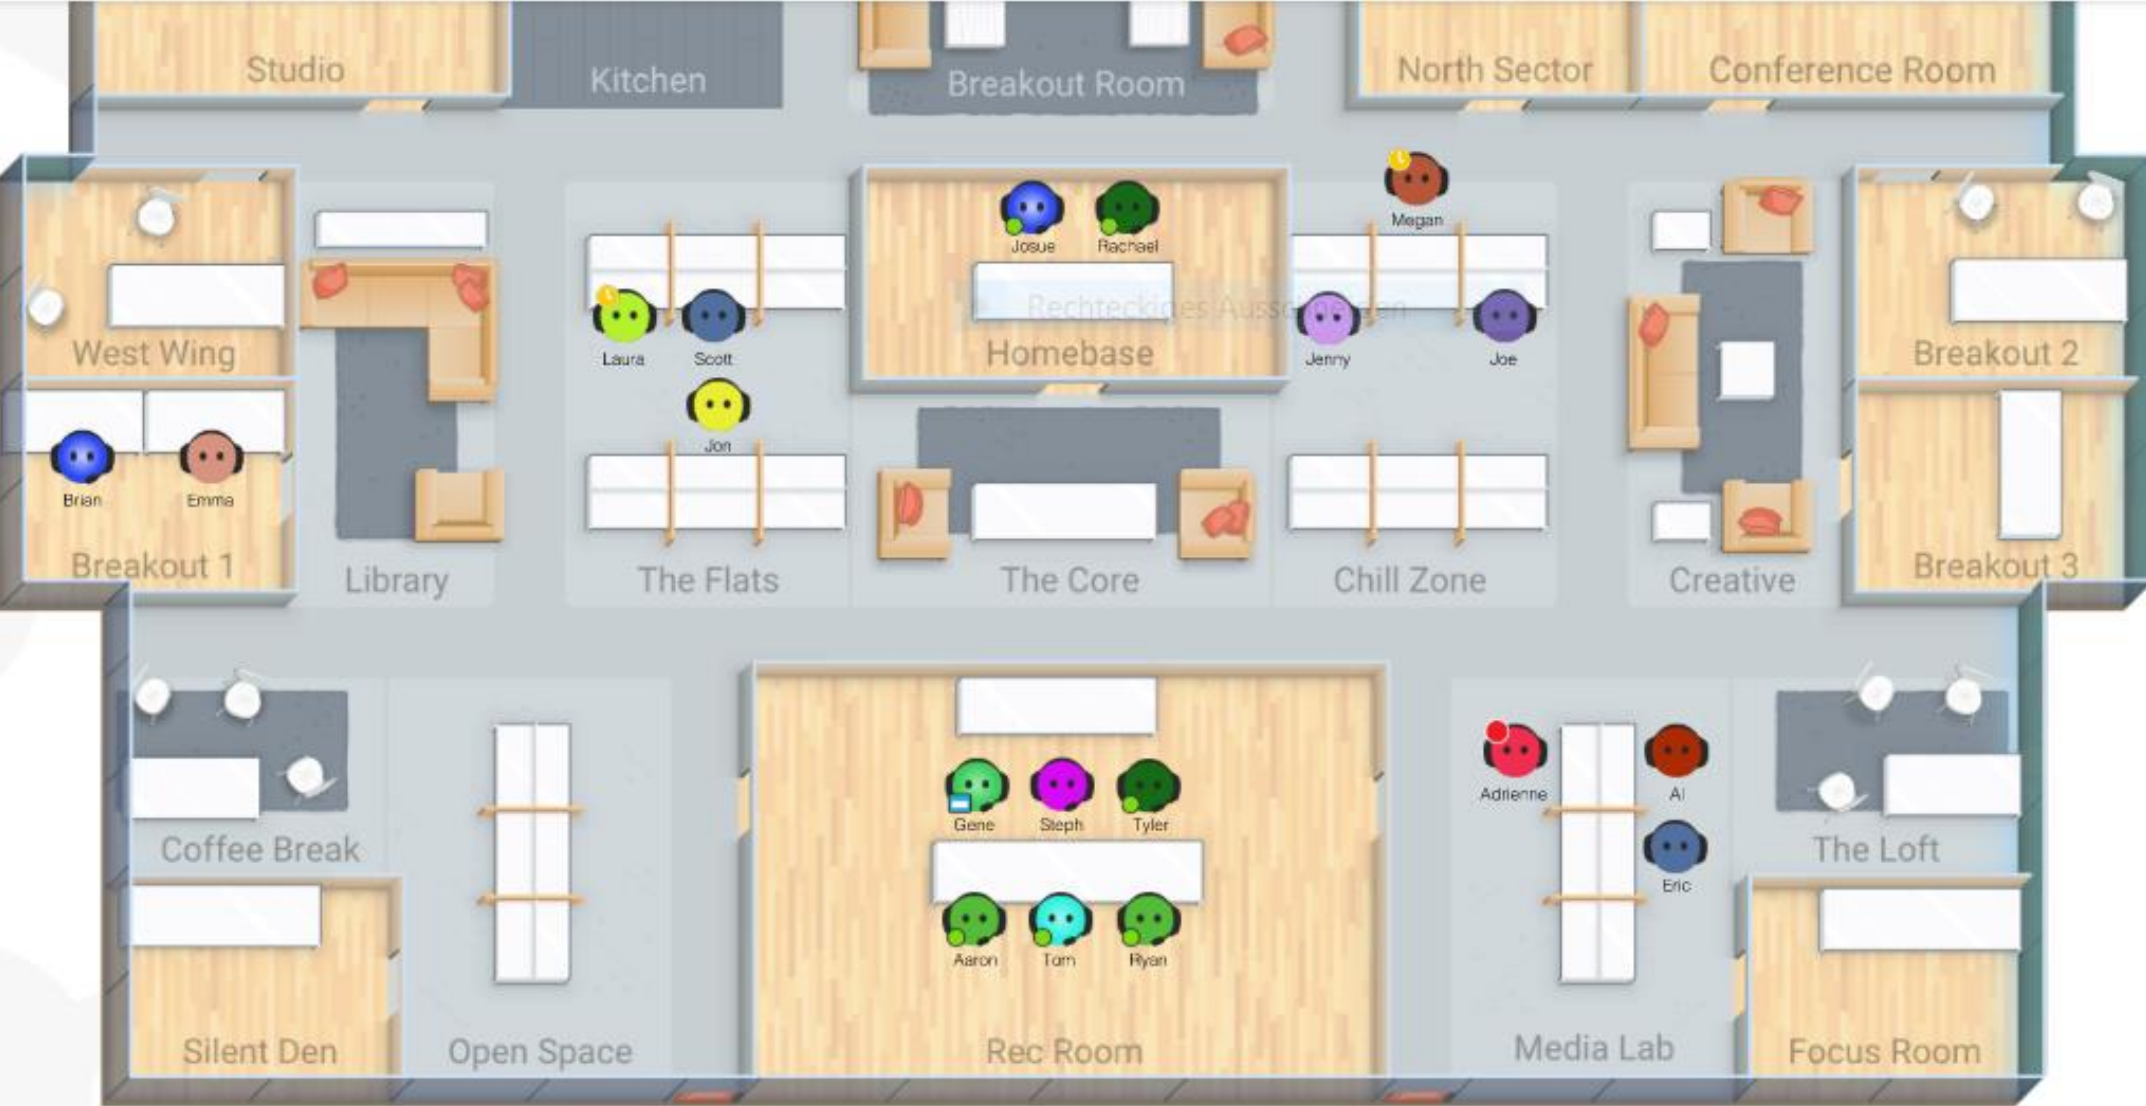 Studio
Kitchen
Breakout Room
North Sector
Conference Room
Megan
Josue
Rachael
Rechteckiges Ausschneiden
West Wing
Laura
Scott
Homebase
Jenny
Joe
Breakout 2
Jon
Brian
Emma
Breakout 1
Library
The Flats
The Core
Chill Zone
Creative
Breakout 3
Adrienne
Al
Gene
Steph
Tyler
Coffee Break
The Loft
Eric
Aaron
Tom
Ryan
Silent Den
Open Space
Rec Room
Media Lab
Focus Room